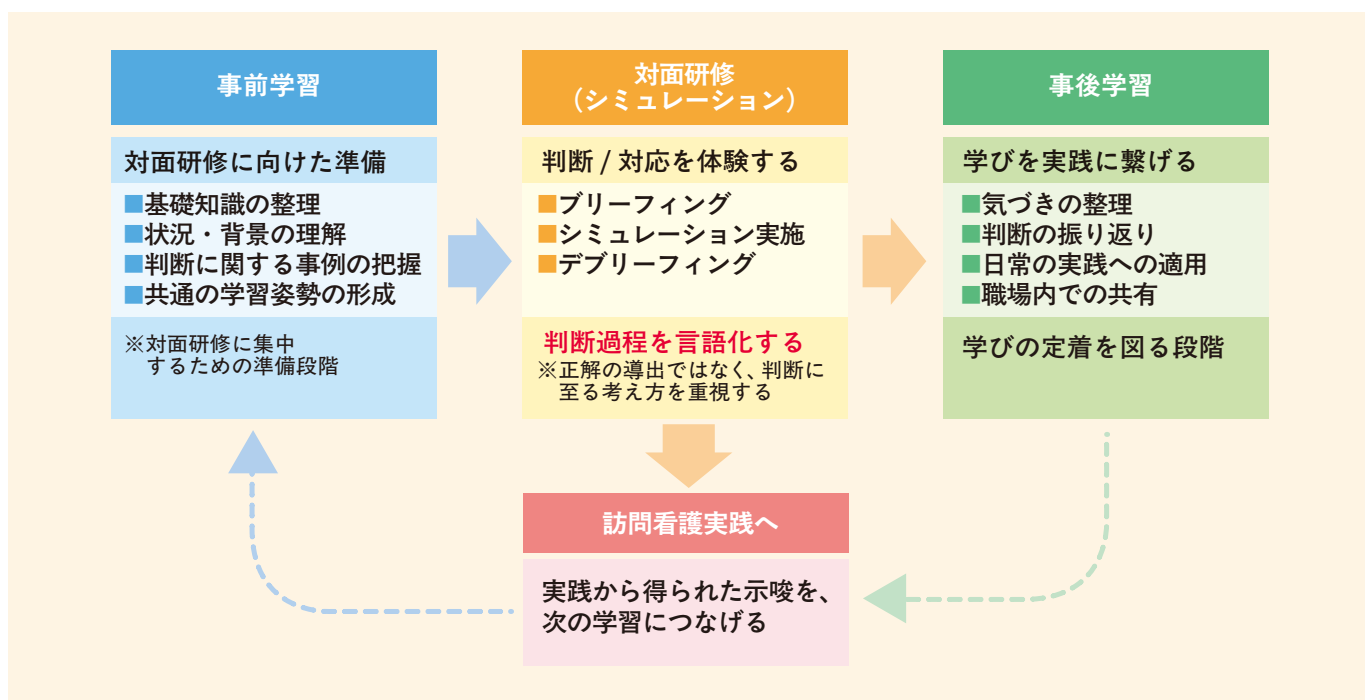 事前学習
対面研修に向けた準備
■基礎知識の整理
■状況・背景の理解
■判断に関する事例の把握
■共通の学習姿勢の形成
※対面研修に集中
するための準備段階
対面研修
（シミュレーション）
判断 / 対応を体験する
■ブリーフィング
■シミュレーション実施
■デブリーフィング
判断過程を言語化する
※正解の導出ではなく、判断に
至る考え方を重視する
事後学習
学びを実践に繋げる
■気づきの整理
■判断の振り返り
■日常の実践への適用
■職場内での共有
学びの定着を図る段階
訪問看護実践へ
実践から得られた示唆を、
次の学習につなげる